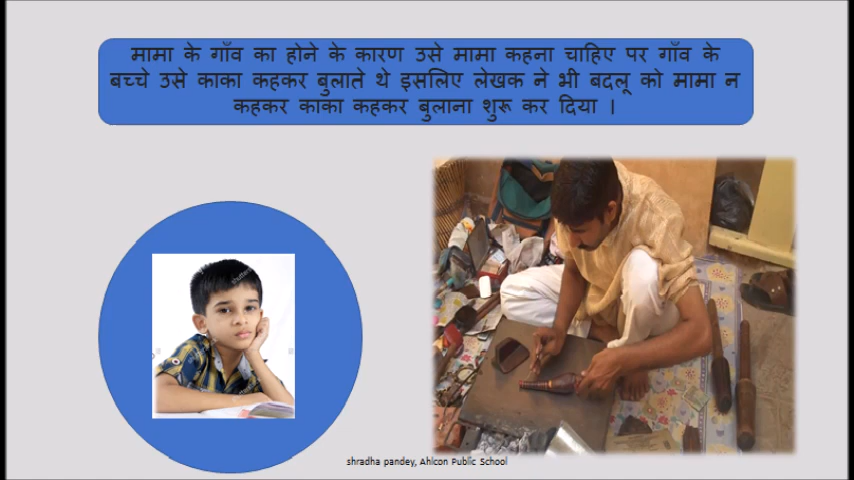 मामा के गाँव का होने के कारण उसे मामा कहना चाहिए पर गाँव के
बच्चे उसे काका कहकर बुलाते थे इसलिए लेखक ने भी बदलू को मामा न
कहकर काका कहकर बुलाना शुरू कर दिया ।
shradha pandey, Ahlcon Public School